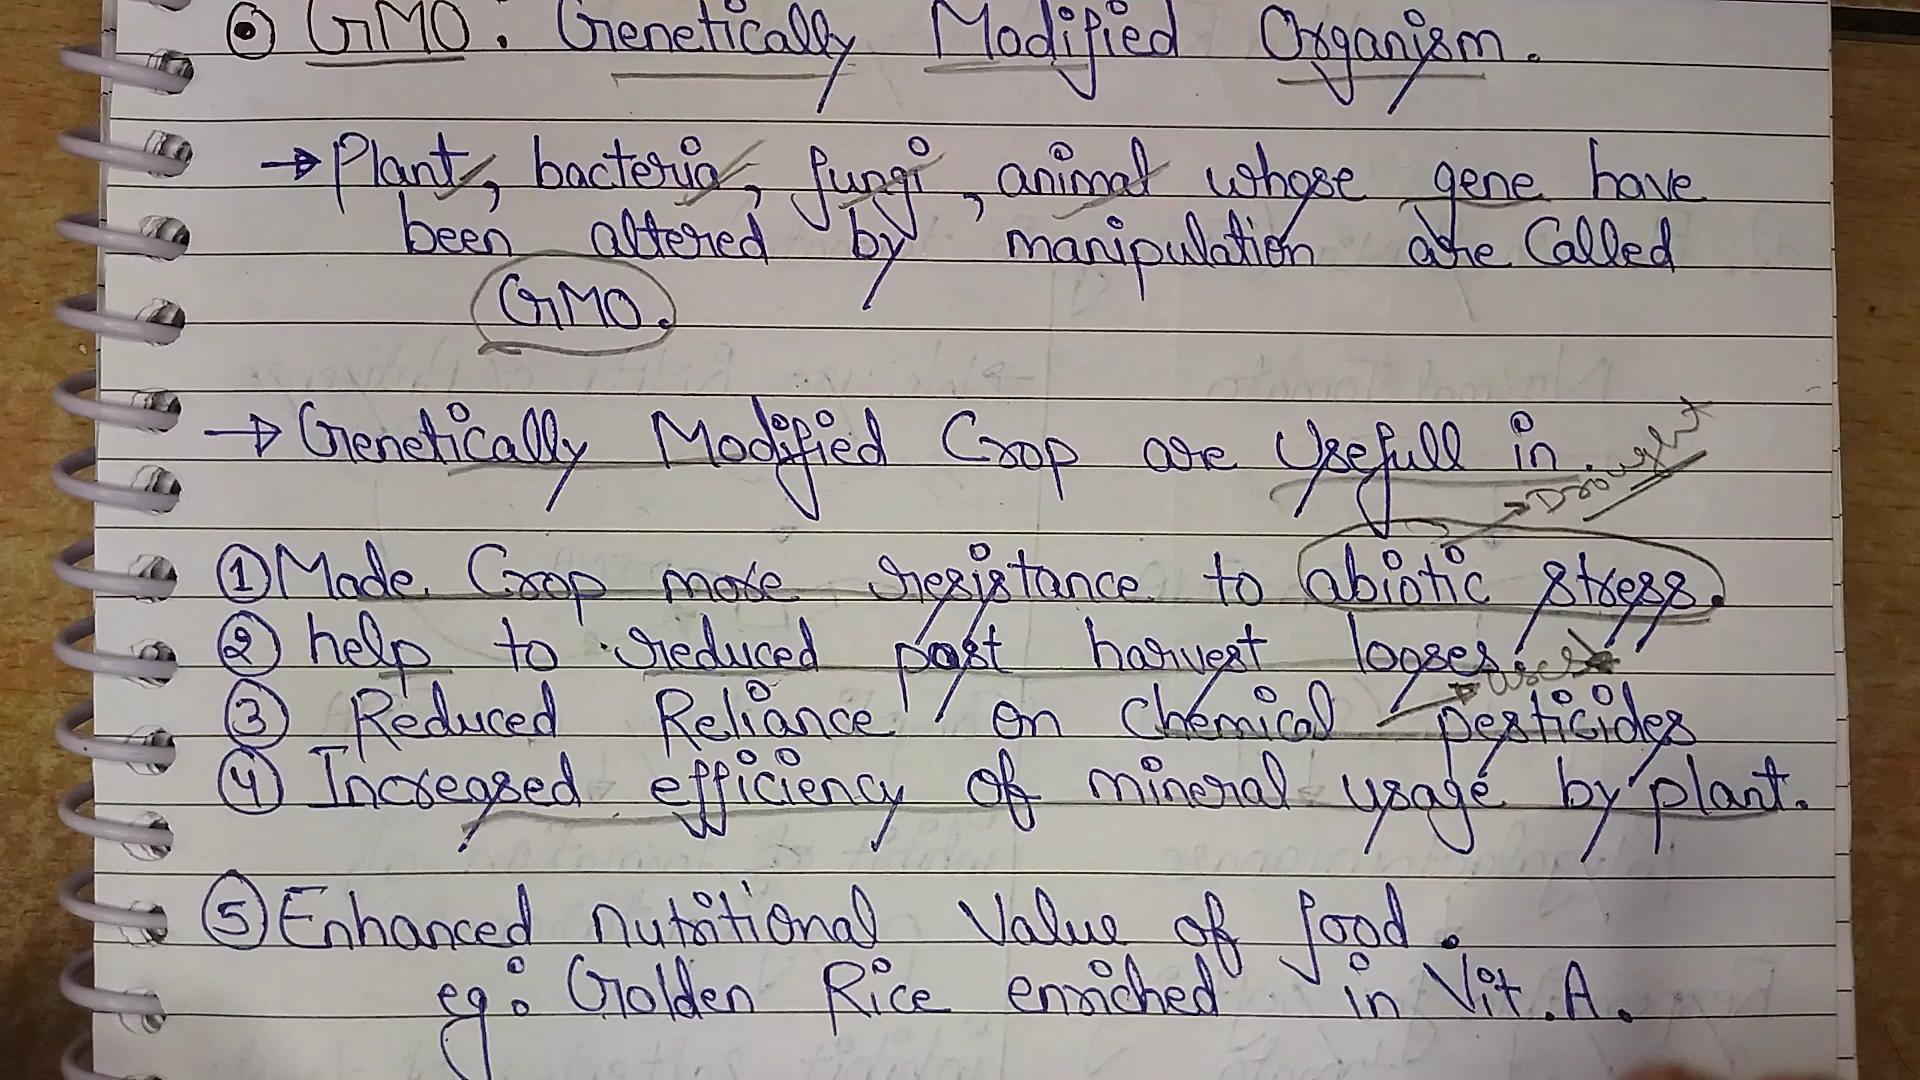 GMO: Genetically Modified Organism.
→ Plant, bacteria, fungi, animal whose gene have
been altered by manipulation are Called
GMO.
→ Genetically Modified Crop are Usefull in.
→ Drought
① Made Crop more resistance to abiotic stress.
② help to reduced post harvest looses.
③ Reduced Reliance on Chemical pesticides
④ Increased efficiency of mineral usage by plant.
⑤ Enhanced nutritional Value of food.
eg: Golden Rice enriched in Vit.A.